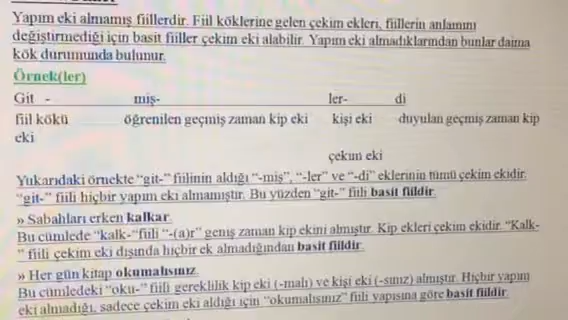 Yapım eki almamış fiillerdir. Fiil köklerine gelen çekim ekleri, fiillerin anlamını
değiştirmediği için basit fiiller çekim eki alabilir. Yapım eki almadıklarından bunlar daima
kök durumunda bulunur.
Örnek(ler)
Git - miş- ler- di
fiil kökü öğrenilen geçmiş zaman kip eki kişi eki duyulan geçmiş zaman kip
eki
çekim eki
Yukarıdaki örnekte “git-” fiilinin aldığı “-miş”, “-ler” ve “-di” eklerinin tümü çekim ekidir.
“git-” fiili hiçbir yapım eki almamıştır. Bu yüzden “git-” fiili basit fiildir.
» Sabahları erken kalkar.
Bu cümlede “kalk-“fiili “-(a)r” geniş zaman kip ekini almıştır. Kip ekleri çekim ekidir. “Kalk-
” fiili çekim eki dışında hiçbir ek almadığından basit fiildir.
» Her gün kitap okumalısınız.
Bu cümledeki “oku-” fiili gereklilik kip eki (-malı) ve kişi eki (-sınız) almıştır. Hiçbir yapım
eki almadığı, sadece çekim eki aldığı için “okumalısınız” fiili yapısına göre basit fiildir.